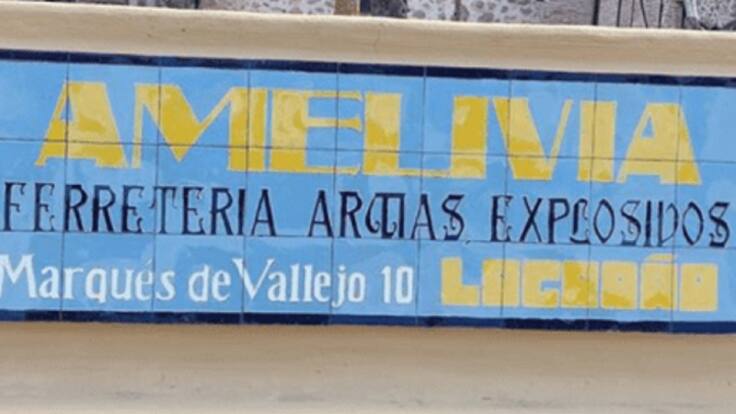 AMELIVIA
FERRETERIA ARMAS EXPLOSIVOS
Marqués de Vallejo 10 LOGROÑO